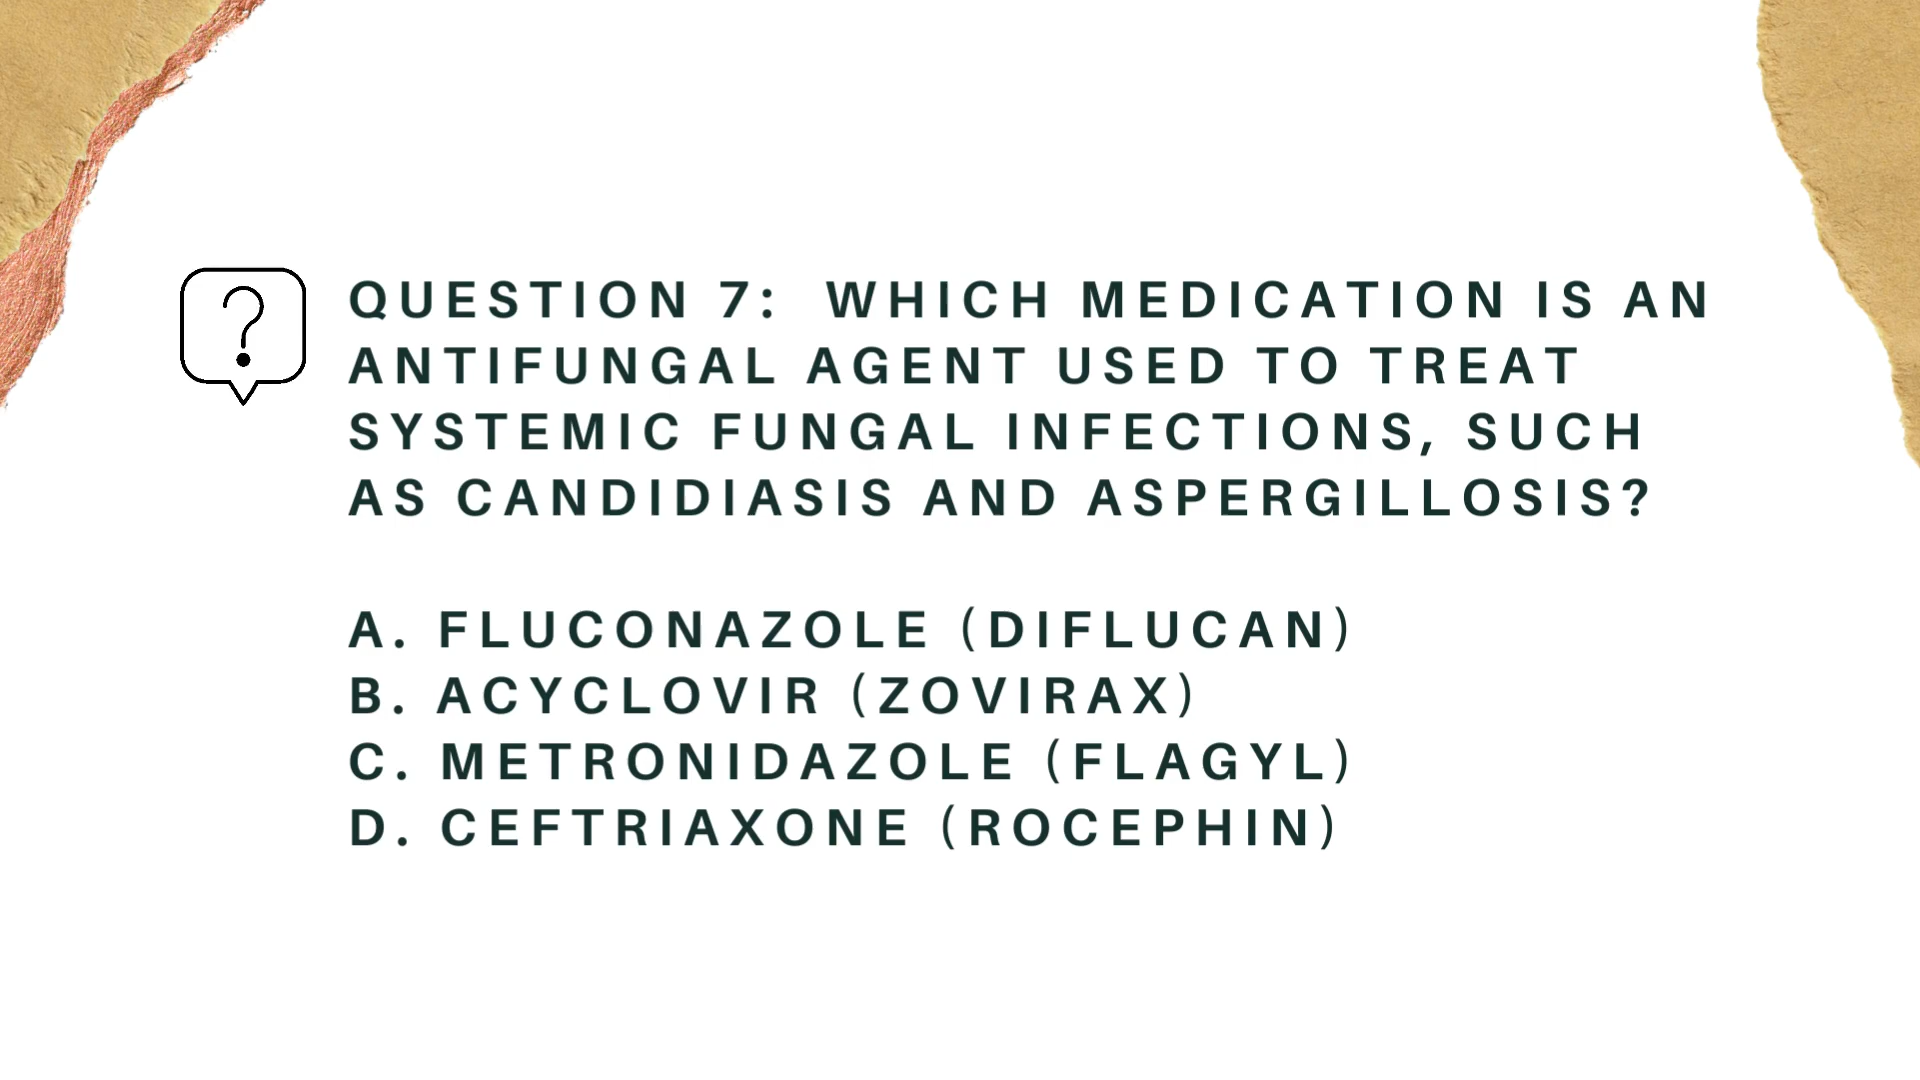 ?
QUESTION 7:  WHICH MEDICATION IS AN
ANTIFUNGAL AGENT USED TO TREAT
SYSTEMIC FUNGAL INFECTIONS, SUCH
AS CANDIDIASIS AND ASPERGILLOSIS?
A. FLUCONAZOLE (DIFLUCAN)
B. ACYCLOVIR (ZOVIRAX)
C. METRONIDAZOLE (FLAGYL)
D. CEFTRIAXONE (ROCEPHIN)